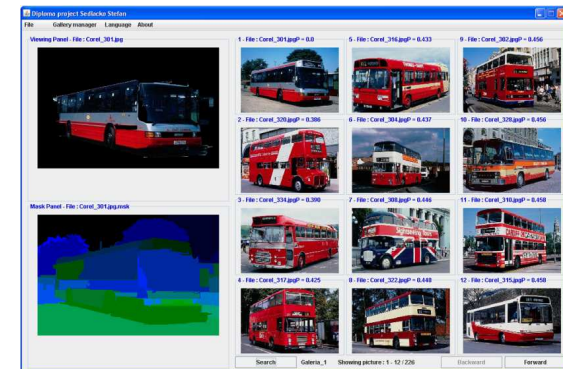 Diploma project Sedlacko Stefan
File Gallery manager Language About
Viewing Panel - File : Corel_301.jpg
1 - File : Corel_301.jpgP = 0.0
5 - File : Corel_316.jpgP = 0.433
9 - File : Corel_302.jpgP = 0.456
2 - File : Corel_320.jpgP = 0.386
6 - File : Corel_304.jpgP = 0.437
10 - File : Corel_328.jpgP = 0.456
Mask Panel - File : Corel_301.jpg.msk
3 - File : Corel_334.jpgP = 0.390
7 - File : Corel_308.jpgP = 0.446
11 - File : Corel_310.jpgP = 0.458
Sightseeing Tours
4 - File : Corel_317.jpgP = 0.425
8 - File : Corel_322.jpgP = 0.448
12 - File : Corel_315.jpgP = 0.458
Search Galeria_1 Showing picture : 1 - 12 / 226 Backward Forward